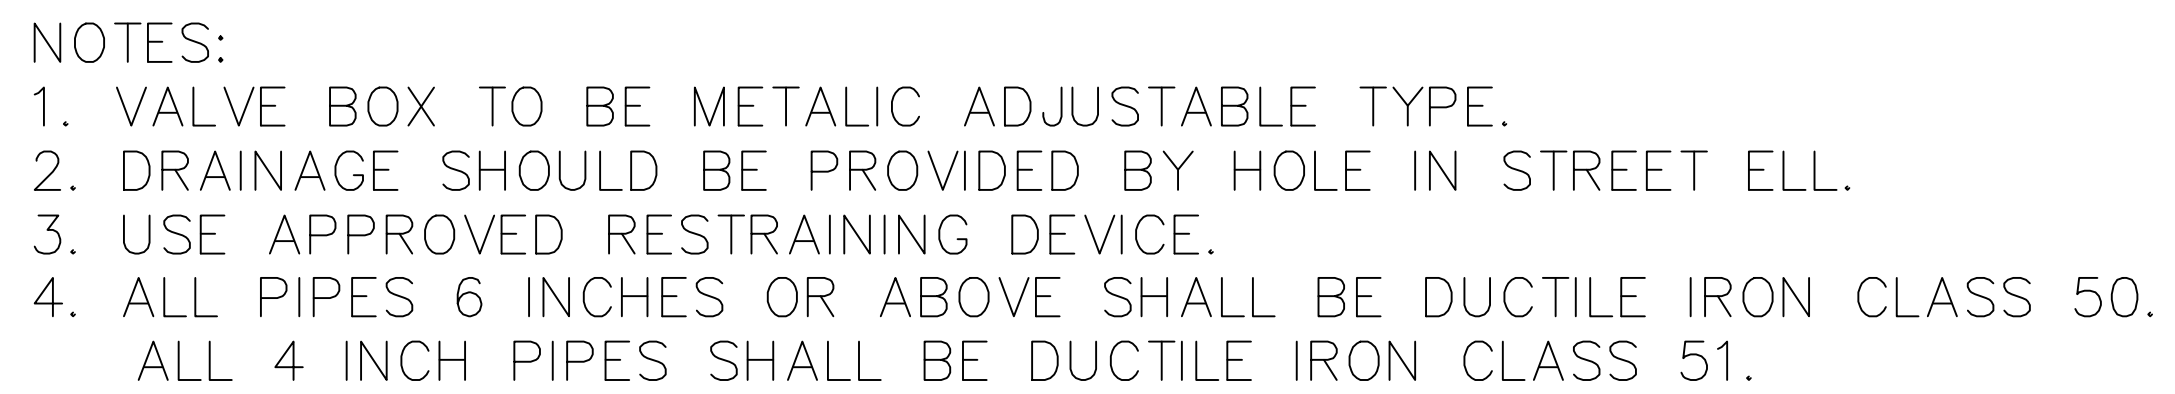 NOTES:
1. VALVE BOX TO BE METALIC ADJUSTABLE TYPE.
2. DRAINAGE SHOULD BE PROVIDED BY HOLE IN STREET ELL.
3. USE APPROVED RESTRAINING DEVICE.
4. ALL PIPES 6 INCHES OR ABOVE SHALL BE DUCTILE IRON CLASS 50.
ALL 4 INCH PIPES SHALL BE DUCTILE IRON CLASS 51.